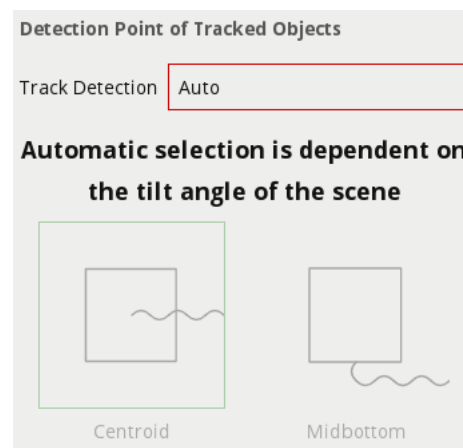 Detection Point of Tracked Objects
Track Detection Auto
Automatic selection is dependent on
the tilt angle of the scene
Centroid Midbottom